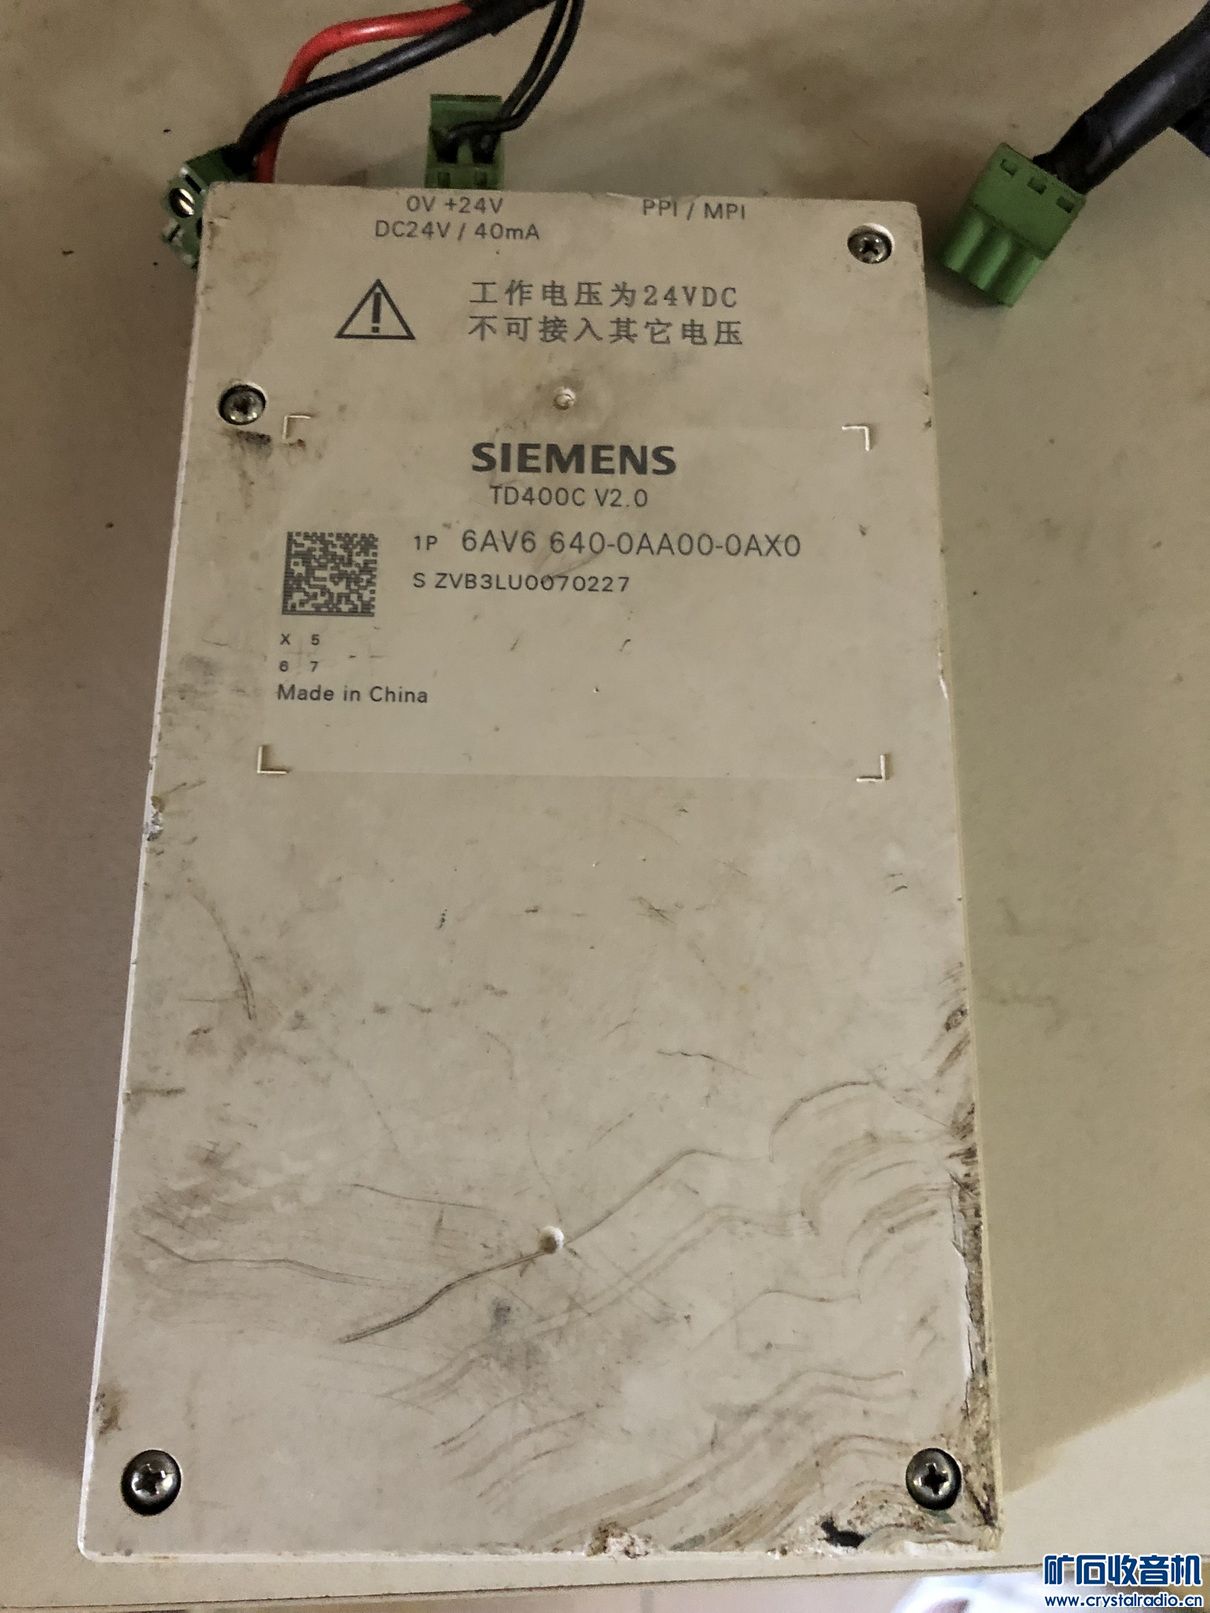 0V +24V
DC24V / 40mA
PPI / MPI
工作电压为24VDC
不可接入其它电压
SIEMENS
TD400C V2.0
1P 6AV6 640-0AA00-0AX0
S ZVB3LU0070227
X 5
6 7
Made in China
矿石收音机
www.crystalradio.cn